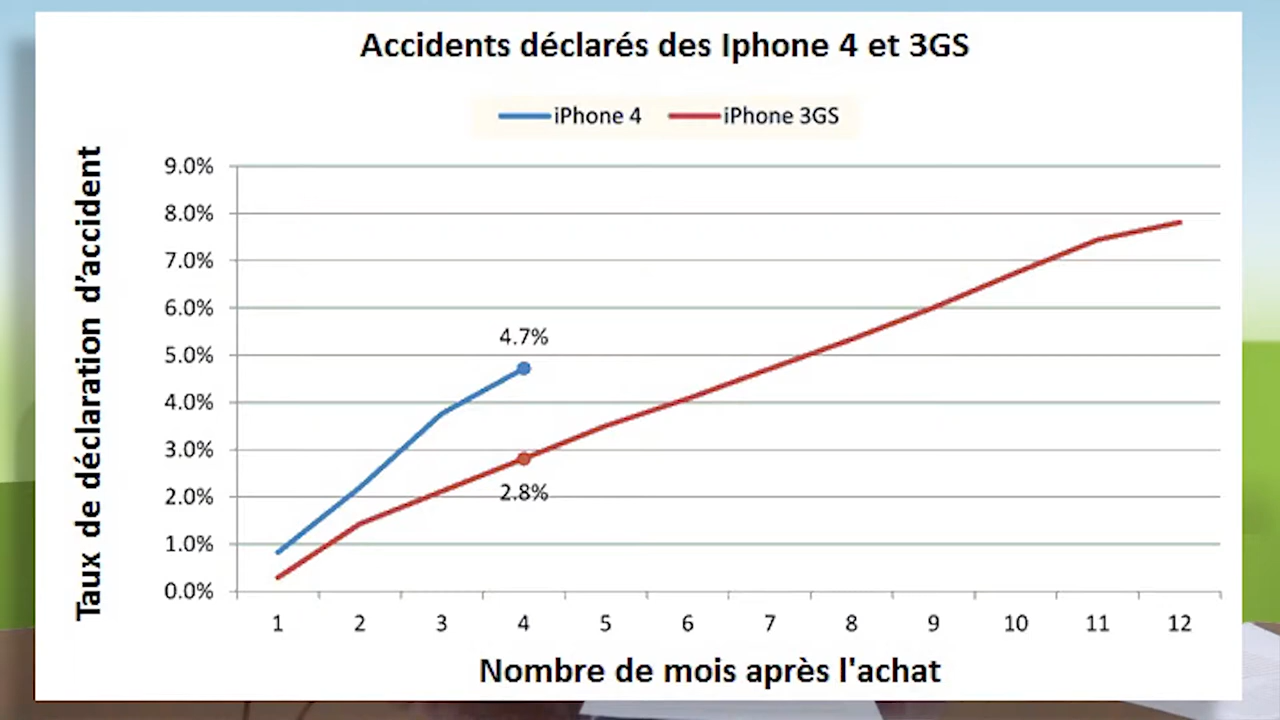 Accidents déclarés des Iphone 4 et 3GS
iPhone 4
iPhone 3GS
Taux de déclaration d’accident
9.0%
8.0%
7.0%
6.0%
5.0%
4.0%
3.0%
2.0%
1.0%
0.0%
4.7%
2.8%
1 2 3 4 5 6 7 8 9 10 11 12
Nombre de mois après l'achat